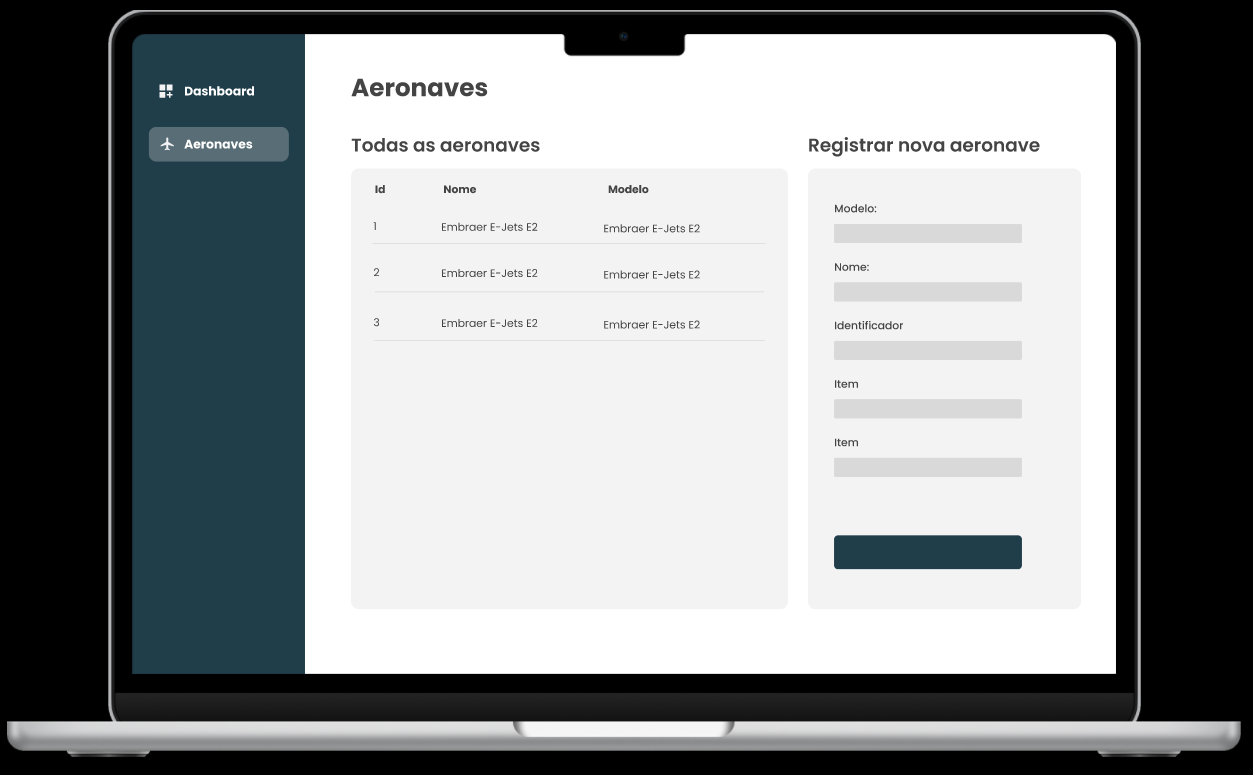 Dashboard
Aeronaves
Aeronaves
Todas as aeronaves
Id Nome Modelo
1 Embraer E-Jets E2 Embraer E-Jets E2
2 Embraer E-Jets E2 Embraer E-Jets E2
3 Embraer E-Jets E2 Embraer E-Jets E2
Registrar nova aeronave
Modelo:
Nome:
Identificador
Item
Item